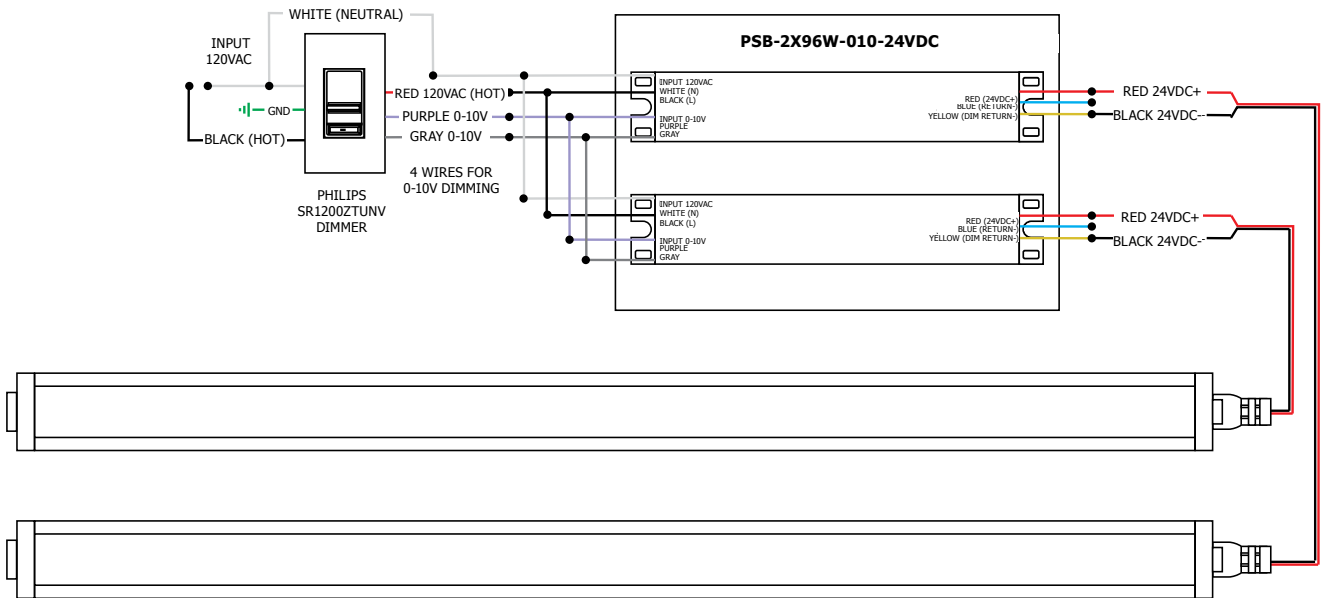 WHITE (NEUTRAL)
INPUT
120VAC
GND
BLACK (HOT)
PHILIPS
SR1200ZTUNV
DIMMER
RED 120VAC (HOT)
PURPLE 0-10V
GRAY 0-10V
4 WIRES FOR
0-10V DIMMING
PSB-2X96W-010-24VDC
INPUT 120VAC
WHITE (N)
BLACK (L)
INPUT 0-10V
PURPLE
GRAY
RED (24VDC+)
BLUE (RETURN-)
YELLOW (DIM RETURN-)
RED 24VDC+
BLACK 24VDC--
INPUT 120VAC
WHITE (N)
BLACK (L)
INPUT 0-10V
PURPLE
GRAY
RED (24VDC+)
BLUE (RETURN-)
YELLOW (DIM RETURN-)
RED 24VDC+
BLACK 24VDC--